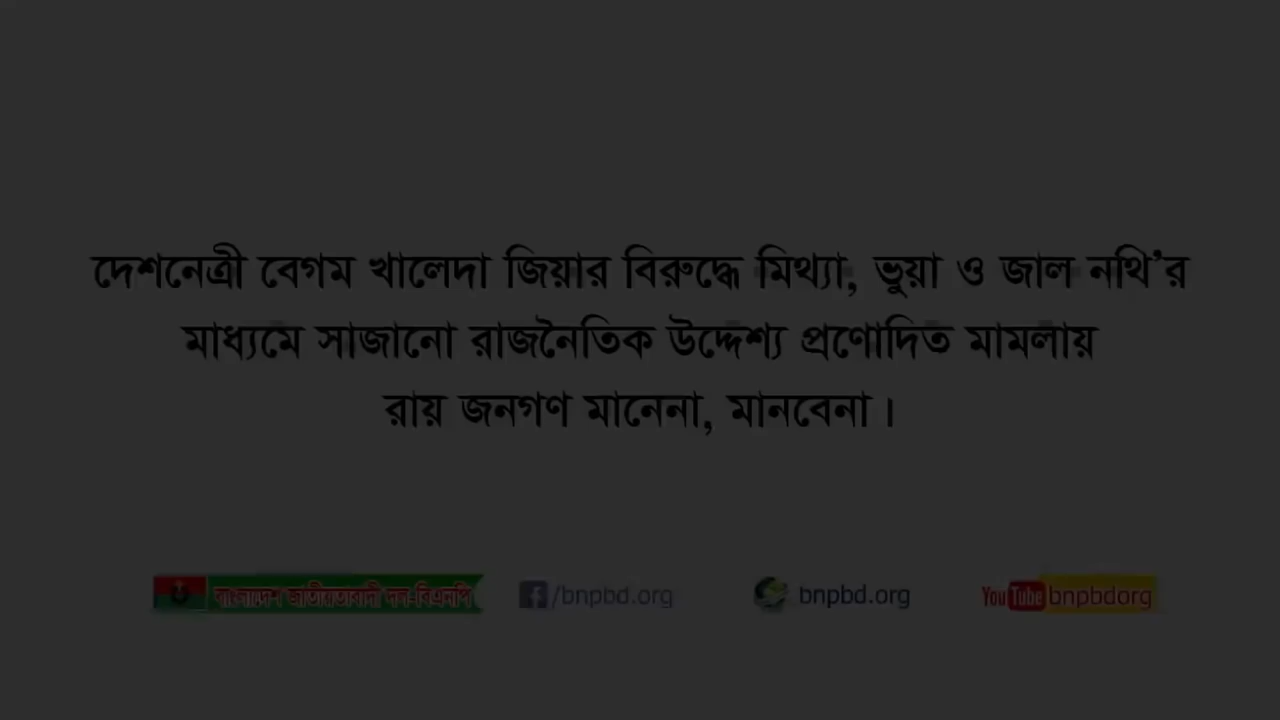 দেশনেত্রী বেগম খালেদা জিয়ার বিরুদ্ধে মিথ্যা, ভুয়া ও জাল নথি’র
মাধ্যমে সাজানো রাজনৈতিক উদ্দেশ্য প্রণোদিত মামলায়
রায় জনগণ মানেনা, মানবেনা।
বাংলাদেশ জাতীয়তাবাদী দল-বিএনপি /bnpbd.org bnpbd.org YouTube bnpbdorg